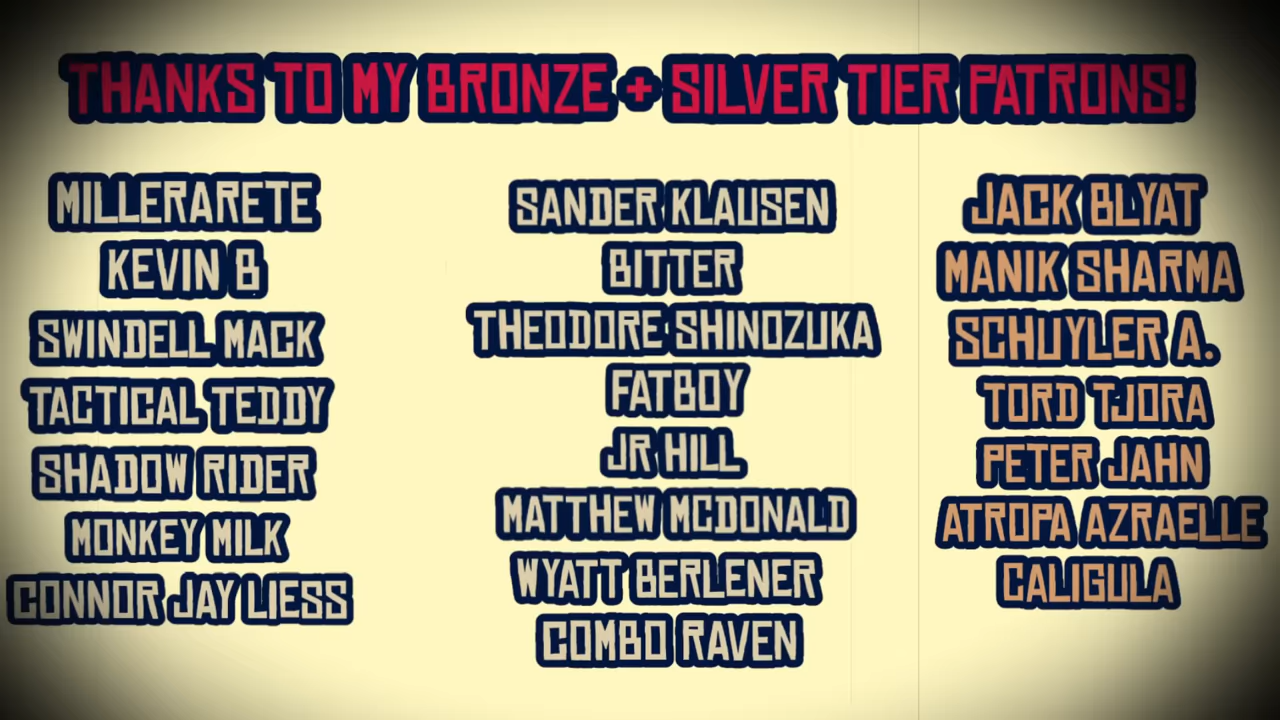 THANKS TO MY BRONZE + SILVER TIER PATRONS!
MILLERARETE
KEVIN B
SWINDELL MACK
TACTICAL TEDDY
SHADOW RIDER
MONKEY MILK
CONNOR JAY LIESS
SANDER KLAUSEN
BITTER
THEODORE SHINOZUKA
FATBOY
JR HILL
MATTHEW MCDONALD
WYATT BERLENER
COMBO RAVEN
JACK BLYAT
MANIK SHARMA
SCHUYLER A.
TORD TJORA
PETER JAHN
ATROPA AZRAELLE
CALIGULA